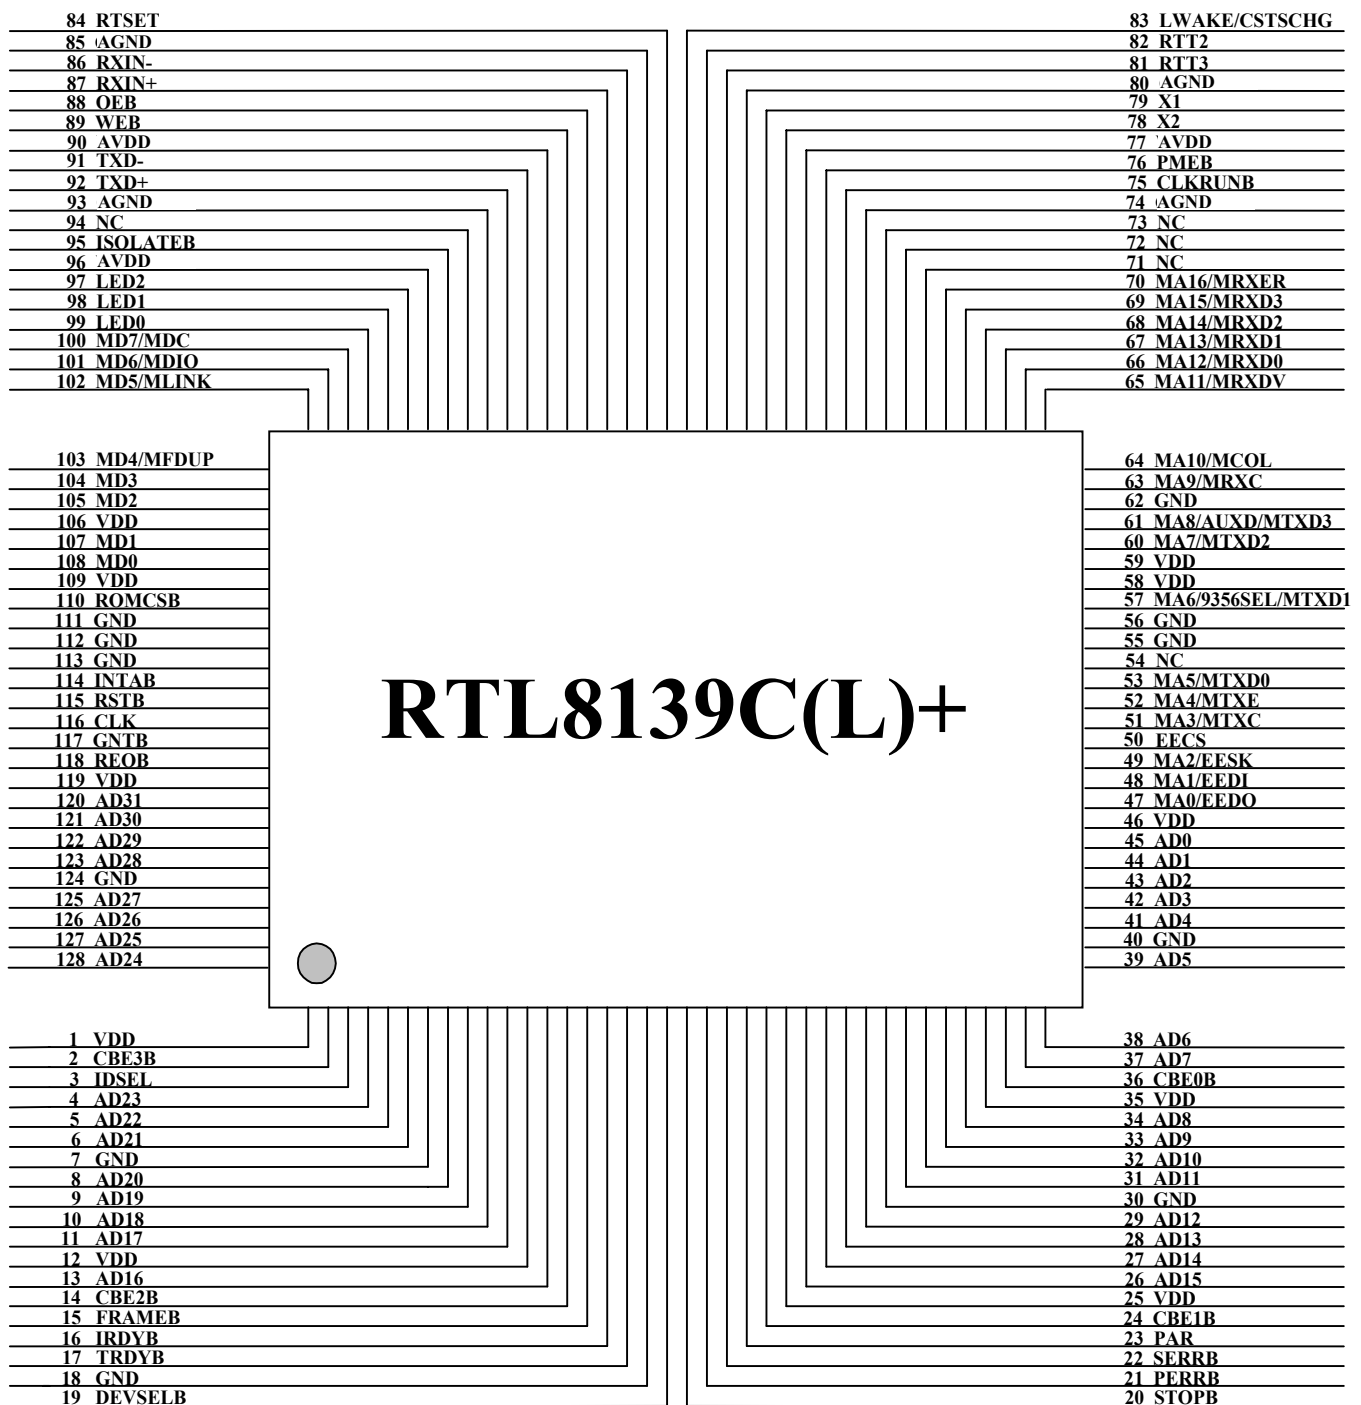 84 RTSET
85 AGND
86 RXIN-
87 RXIN+
88 OEB
89 WEB
90 AVDD
91 TXD-
92 TXD+
93 AGND
94 NC
95 ISOLATEB
96 AVDD
97 LED2
98 LED1
99 LED0
100 MD7/MDC
101 MD6/MDIO
102 MD5/MLINK
83 LWAKE/CSTSCHG
82 RTT2
81 RTT3
80 AGND
79 X1
78 X2
77 AVDD
76 PMEB
75 CLKRUNB
74 AGND
73 NC
72 NC
71 NC
70 MA16/MRXER
69 MA15/MRXD3
68 MA14/MRXD2
67 MA13/MRXD1
66 MA12/MRXD0
65 MA11/MRXDV
103 MD4/MFDUP
104 MD3
105 MD2
106 VDD
107 MD1
108 MD0
109 VDD
110 ROMCSB
111 GND
112 GND
113 GND
114 INTAB
115 RSTB
116 CLK
117 GNTB
118 REQB
119 VDD
120 AD31
121 AD30
122 AD29
123 AD28
124 GND
125 AD27
126 AD26
127 AD25
128 AD24
RTL8139C(L)+
64 MA10/MCOL
63 MA9/MRXC
62 GND
61 MA8/AUXD/MTXD3
60 MA7/MTXD2
59 VDD
58 VDD
57 MA6/9356SEL/MTXD1
56 GND
55 GND
54 NC
53 MA5/MTXD0
52 MA4/MTXE
51 MA3/MTXC
50 EECS
49 MA2/EESK
48 MA1/EEDI
47 MA0/EEDO
46 VDD
45 AD0
44 AD1
43 AD2
42 AD3
41 AD4
40 GND
39 AD5
1 VDD
2 CBE3B
3 IDSEL
4 AD23
5 AD22
6 AD21
7 GND
8 AD20
9 AD19
10 AD18
11 AD17
12 VDD
13 AD16
14 CBE2B
15 FRAMEB
16 IRDYB
17 TRDYB
18 GND
19 DEVSELB
38 AD6
37 AD7
36 CBE0B
35 VDD
34 AD8
33 AD9
32 AD10
31 AD11
30 GND
29 AD12
28 AD13
27 AD14
26 AD15
25 VDD
24 CBE1B
23 PAR
22 SERRB
21 PERRB
20 STOPB